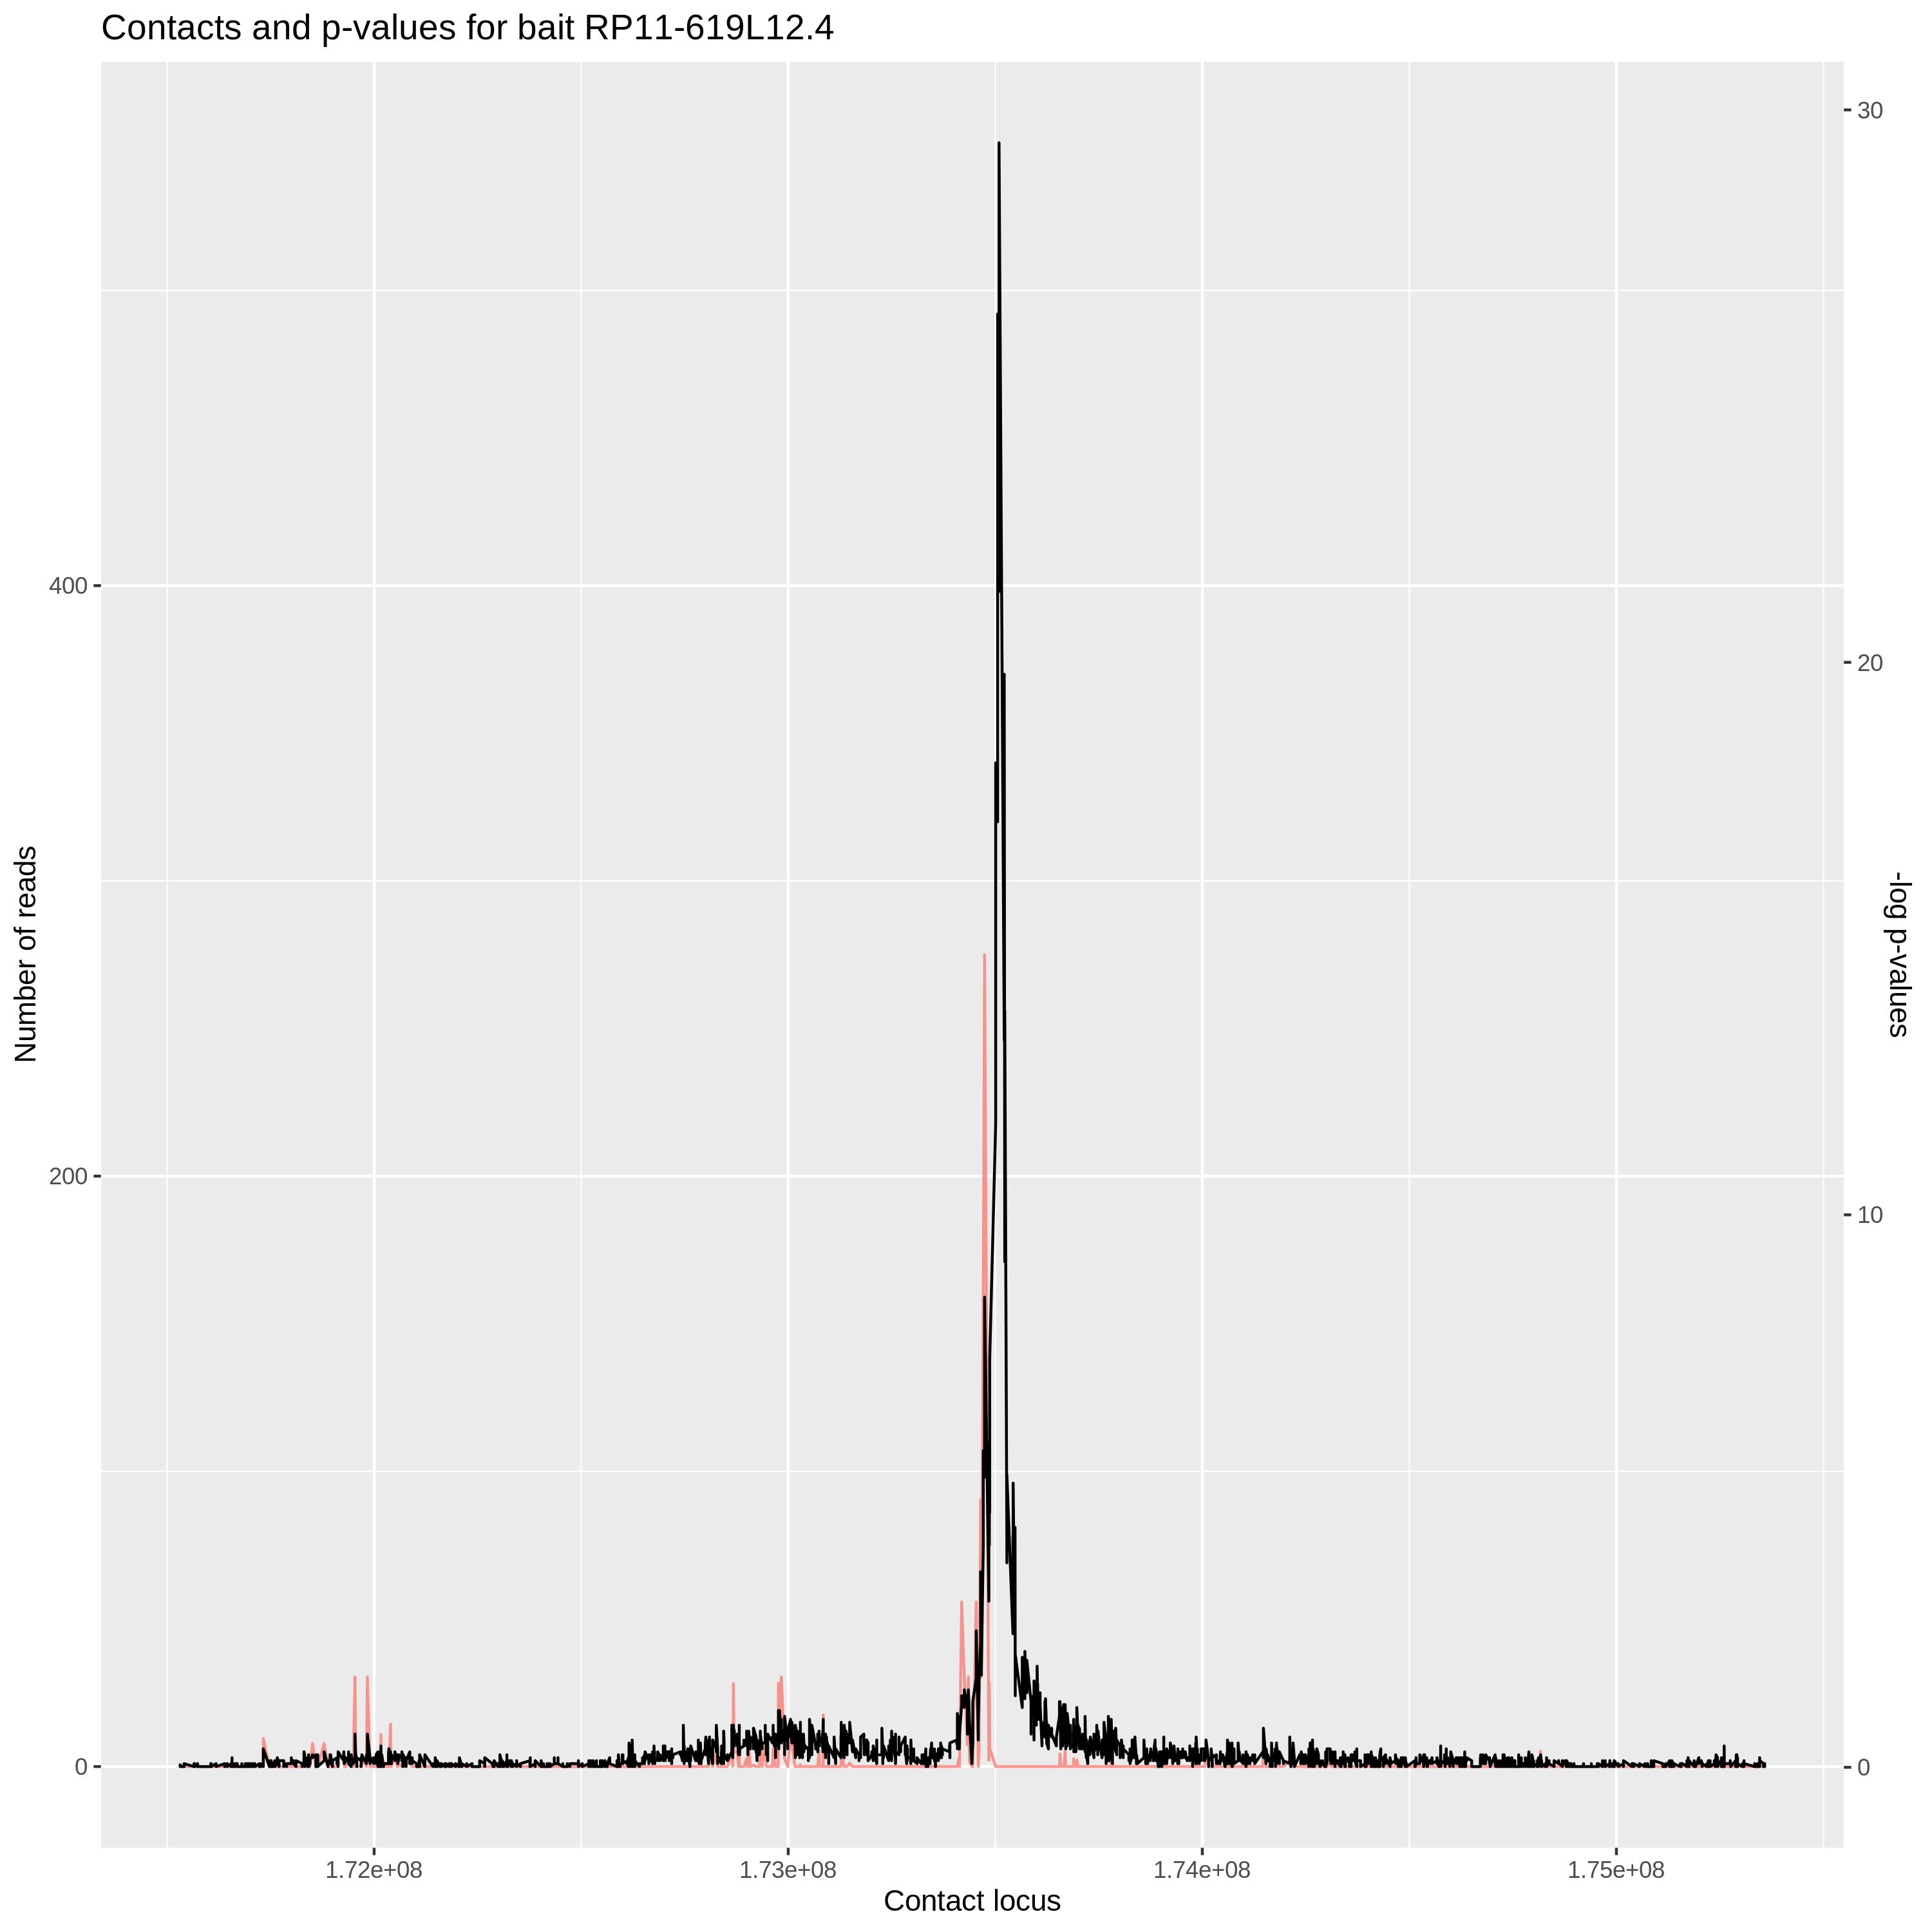 Contacts and p-values for bait RP11-619L12.4
30
400
20
Number of reads
-log p-values
200
10
0
0
1.72e+08
1.73e+08
1.74e+08
1.75e+08
Contact locus